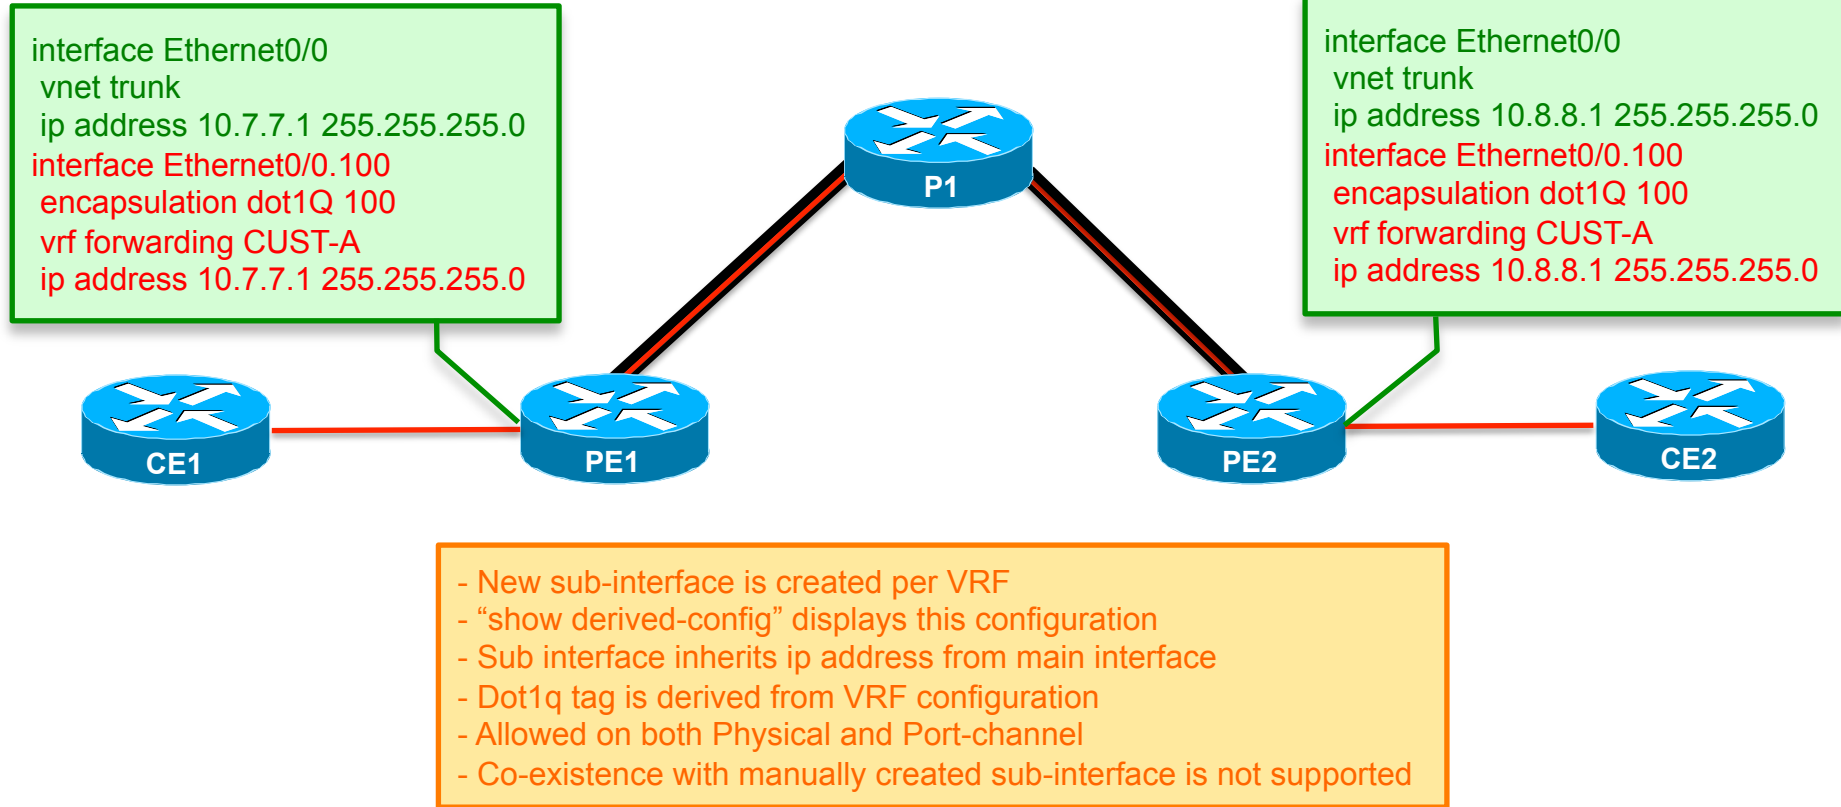 interface Ethernet0/0
vnet trunk
ip address 10.7.7.1 255.255.255.0
interface Ethernet0/0.100
encapsulation dot1Q 100
vrf forwarding CUST-A
ip address 10.7.7.1 255.255.255.0
interface Ethernet0/0
vnet trunk
ip address 10.8.8.1 255.255.255.0
interface Ethernet0/0.100
encapsulation dot1Q 100
vrf forwarding CUST-A
ip address 10.8.8.1 255.255.255.0
P1
CE1
PE1
PE2
CE2
- New sub-interface is created per VRF
- “show derived-config” displays this configuration
- Sub interface inherits ip address from main interface
- Dot1q tag is derived from VRF configuration
- Allowed on both Physical and Port-channel
- Co-existence with manually created sub-interface is not supported